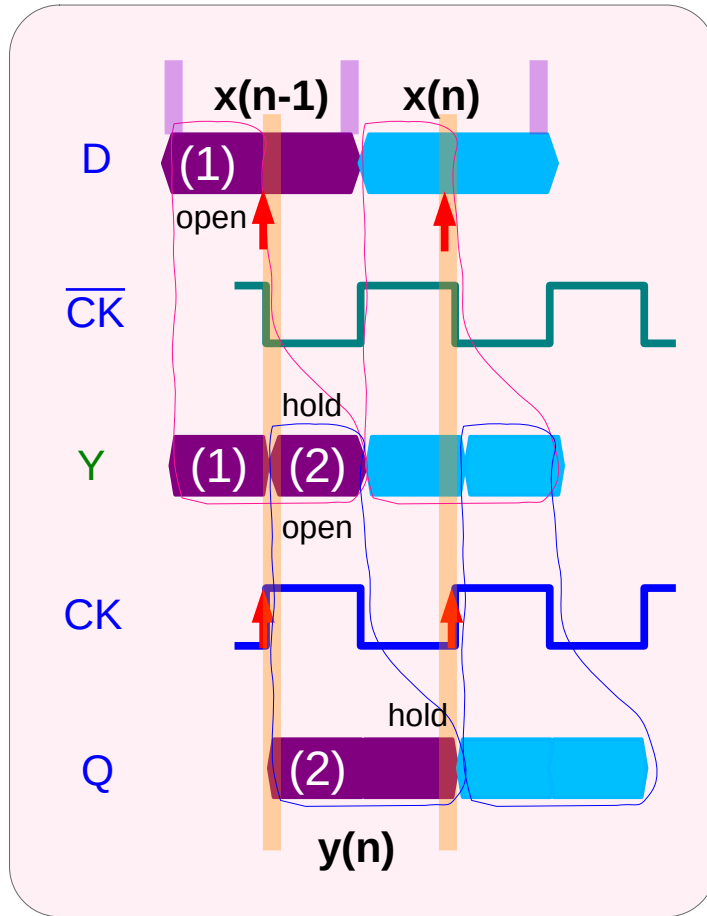 x(n-1) x(n)
D (1)
open
CK
hold
Y (1) (2)
open
CK
hold
Q (2)
y(n)